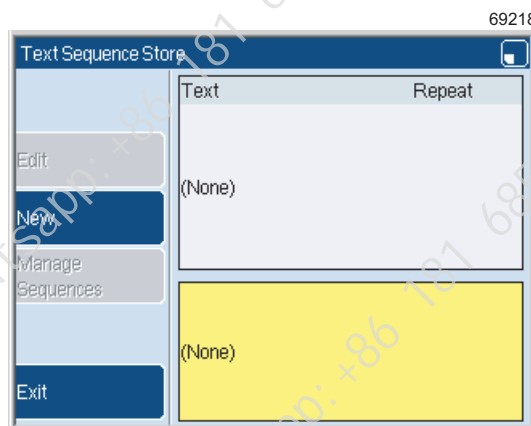 69218
Text Sequence Store
Text Repeat
Edit
(None)
New
Manage
Sequences
(None)
Exit